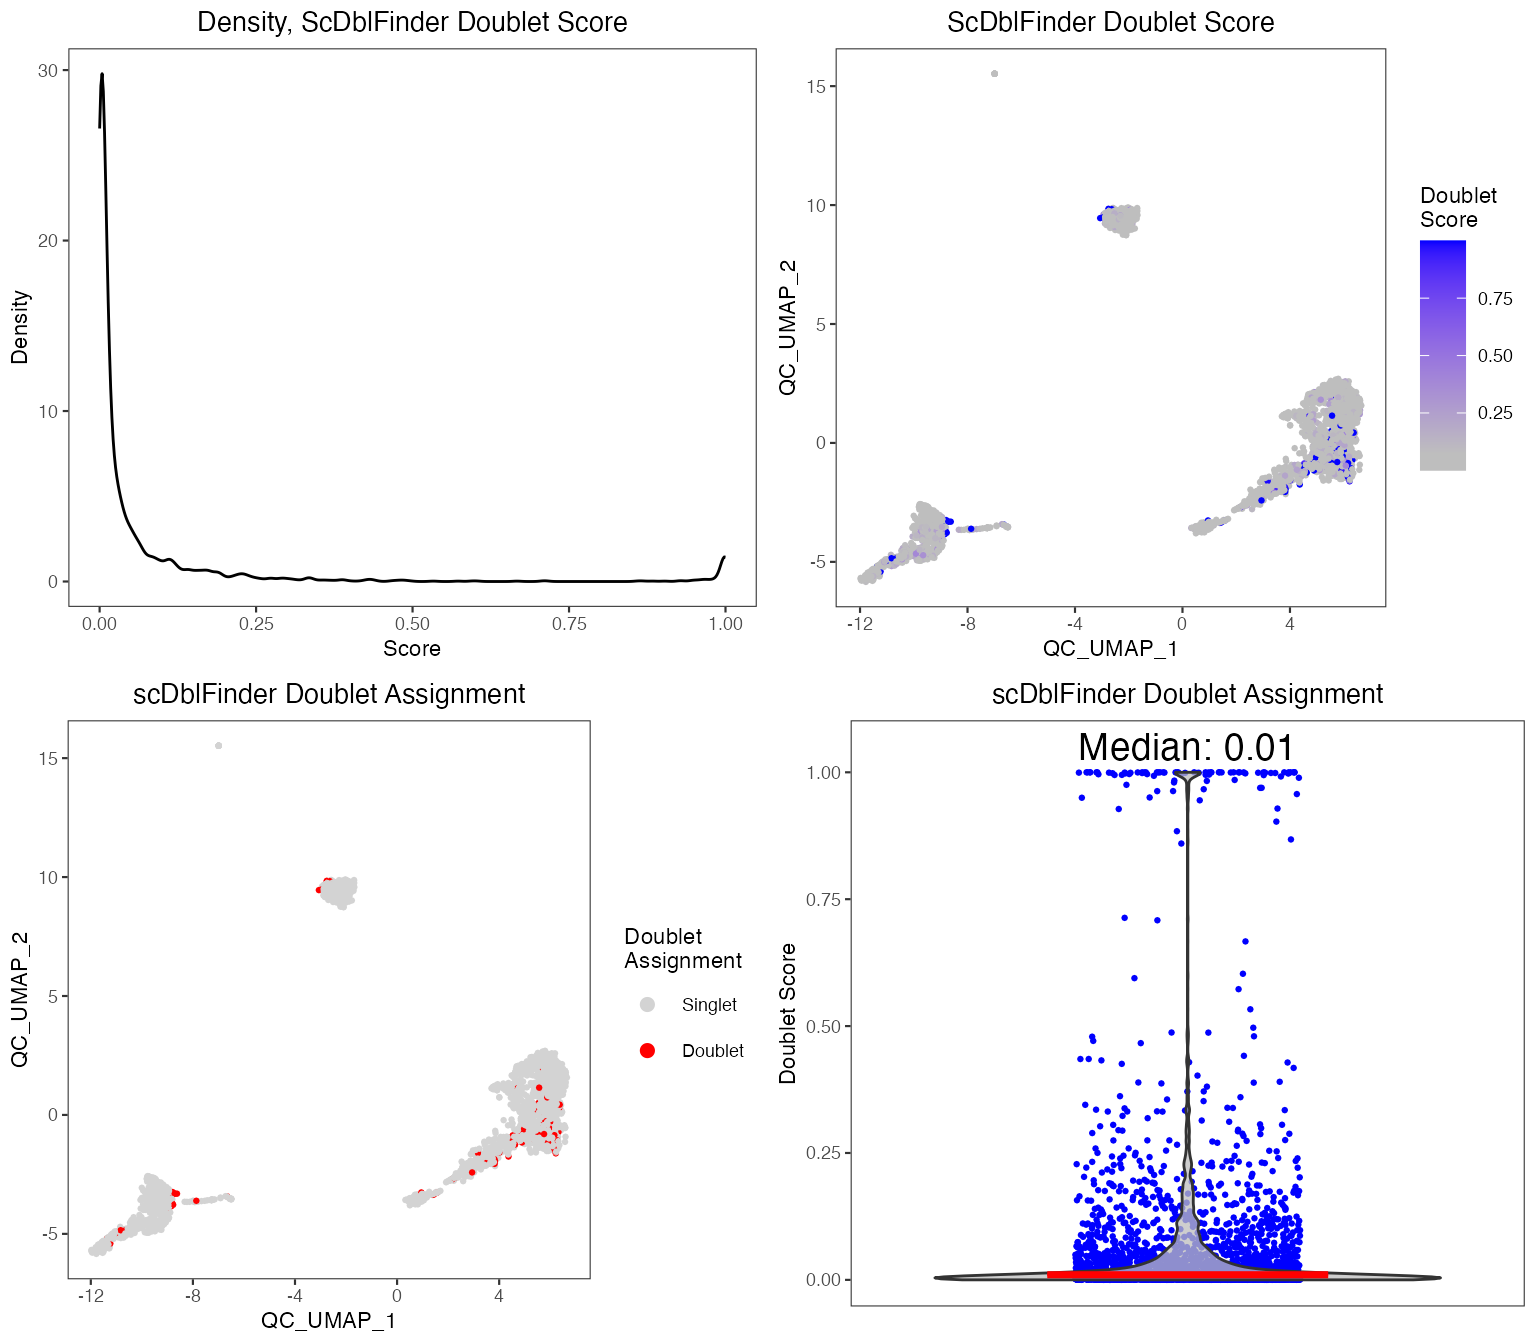 Density, ScDblFinder Doublet Score
30
20
10
0
Density
0.00 0.25 0.50 0.75 1.00
Score
ScDblFinder Doublet Score
15
10
5
0
-5
QC_UMAP_2
-12 -8 -4 0 4
QC_UMAP_1
Doublet
Score
0.75
0.50
0.25
scDblFinder Doublet Assignment
15
10
5
0
-5
QC_UMAP_2
-12 -8 -4 0 4
QC_UMAP_1
Doublet
Assignment
Singlet
Doublet
scDblFinder Doublet Assignment
Median: 0.01
1.00
0.75
0.50
0.25
0.00
Doublet Score